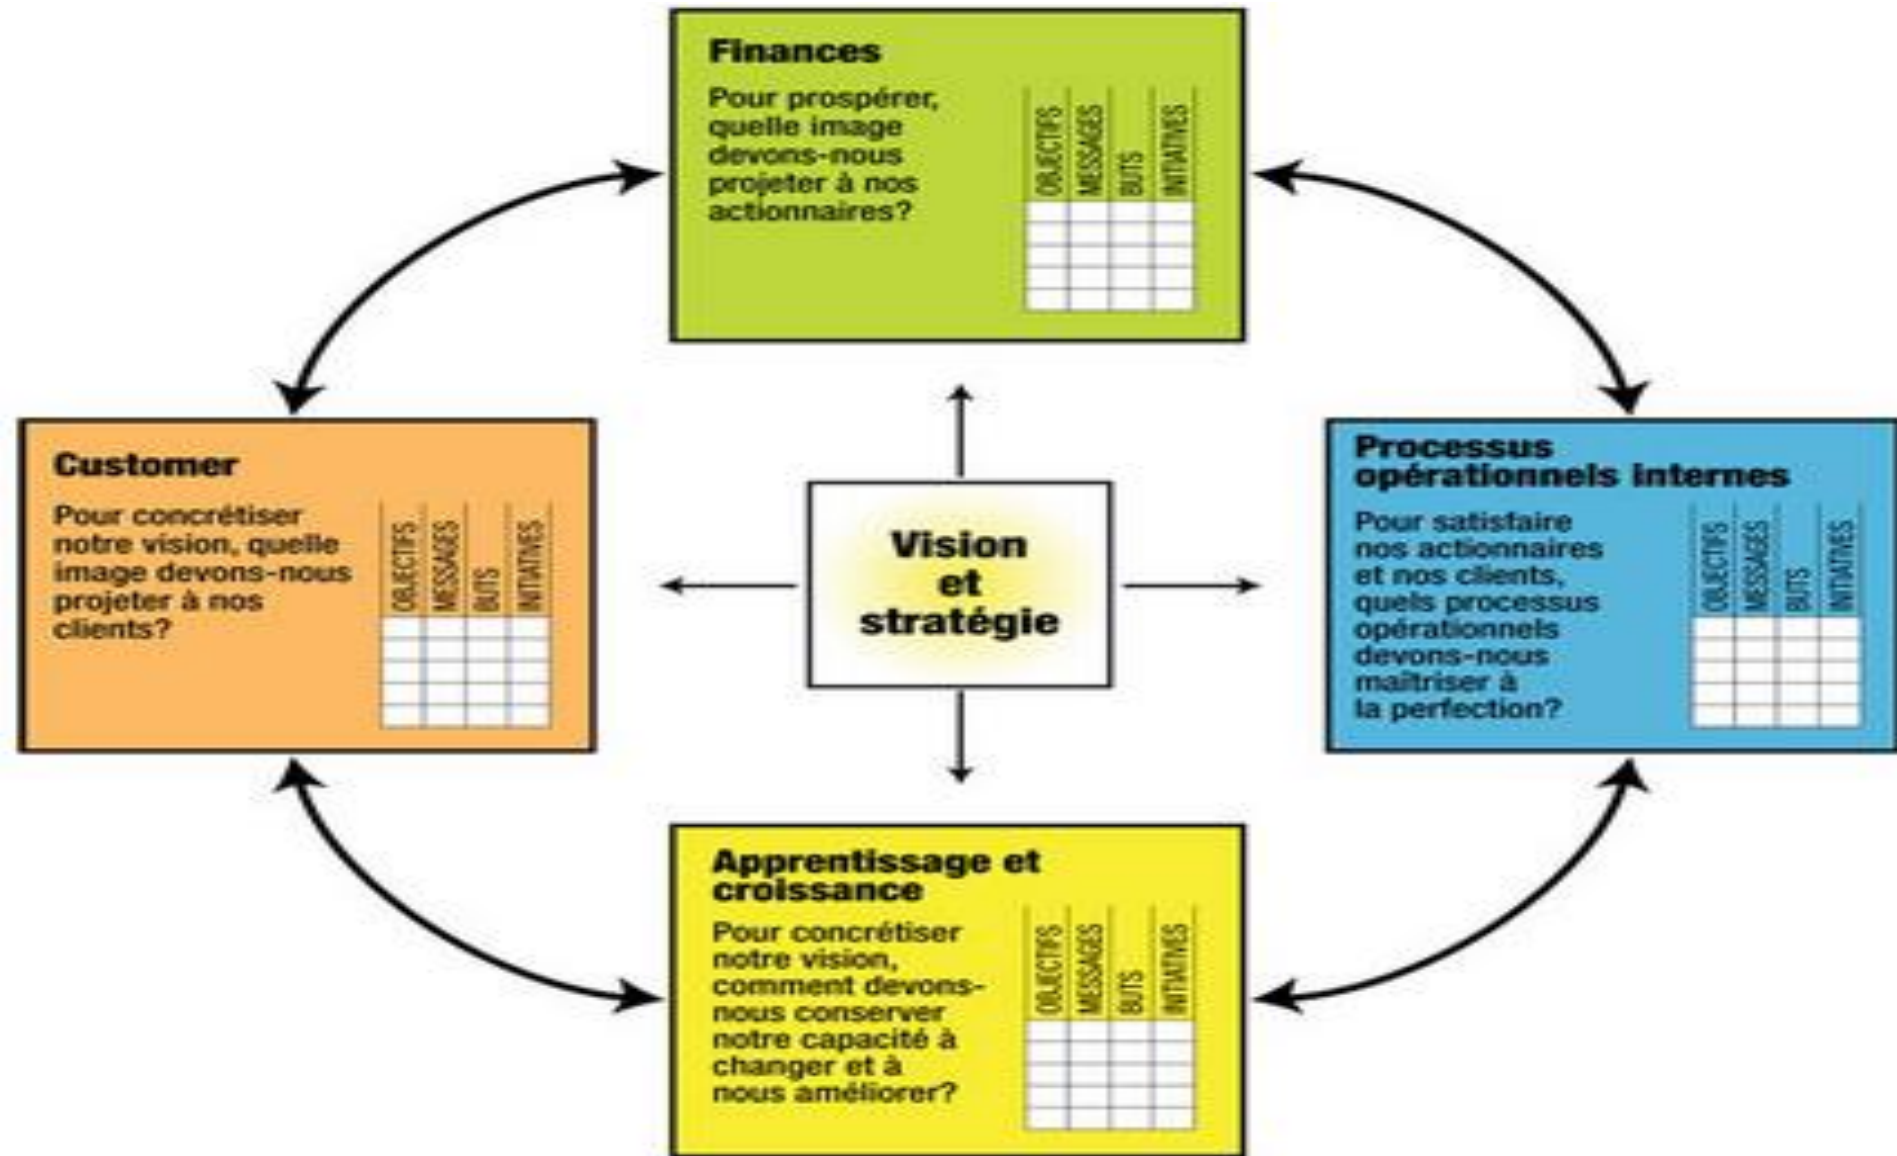 Finances
Pour prospérer,
quelle image
devons-nous
projeter à nos
actionnaires?
OBJECTIFS
MESSAGES
BUTS
INITIATIVES
Customer
Pour concrétiser
notre vision, quelle
image devons-nous
projeter à nos
clients?
OBJECTIFS
MESSAGES
BUTS
INITIATIVES
Vision
et
stratégie
Processus
opérationnels internes
Pour satisfaire
nos actionnaires
et nos clients,
quels processus
opérationnels
devons-nous
maîtriser à
la perfection?
OBJECTIFS
MESSAGES
BUTS
INITIATIVES
Apprentissage et
croissance
Pour concrétiser
notre vision,
comment devons-
nous conserver
notre capacité à
changer et à
nous améliorer?
OBJECTIFS
MESSAGES
BUTS
INITIATIVES